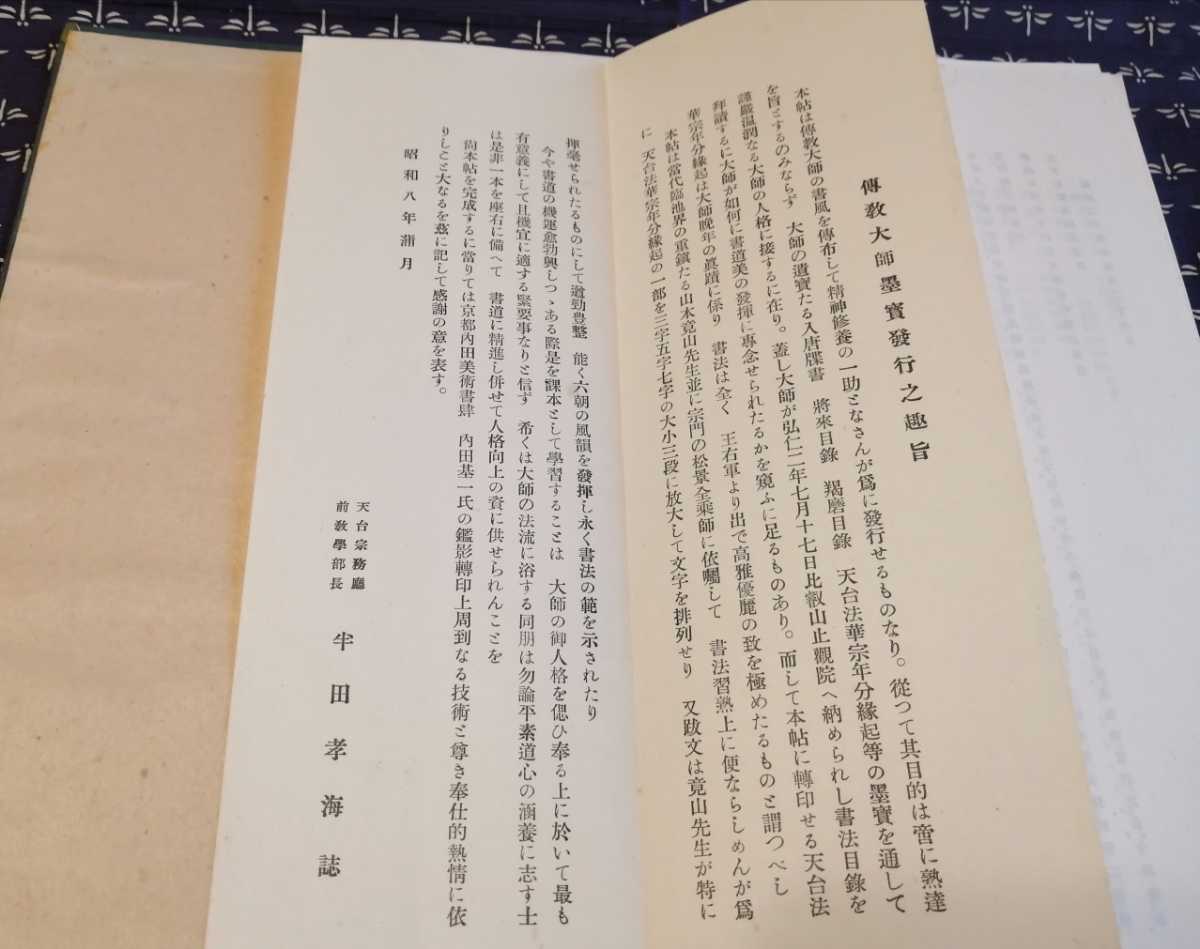 傳敎大師墨寳發行之趣旨
本帖は傳敎大師の書風を傳布して精神修養の一助となさんが爲に發行せるものなり。從つて其目的は啻に熟達
を旨とするのみならず　大師の遺寳たる入唐牒書　將來目錄　羯磨目錄　天台法華宗年分緣起等の墨寳を通して
謹嚴温潤なる大師の人格に接するに在り。蓋し大師が弘仁二年七月十七日比叡山止觀院へ納められし書法目錄を
拜讀するに大師が如何に書道美の發揮に專念せられたるかを窺ふに足るものあり。而して本帖に轉印せる天台法
華宗年分緣起は大師晩年の眞蹟に係り　書法は全く　王右軍より出で高雅優麗の致を極めたるものと謂つべし
本帖は當代臨池界の重鎭たる山本竟山先生並に宗門の松景全乘師に依囑して　書法習熟上に便ならしめんが爲
に　天台法華宗年分緣起の一部を三字五字七字の大小三段に放大して文字を排列せり　又跋文は竟山先生が特に
揮毫せられたるものにして遒勁豊整　能く六朝の風韻を發揮し永く書法の範を示されたり
今や書道の機運愈勃興しつゝある際是を課本として學習することは　大師の御人格を偲ひ奉る上に於いて最も
有意義にして且機宜に適する緊要事なりと信ず　希くは大師の法流に浴する同朋は勿論平素道心の涵養に志す士
は是非一本を座右に備へて　書道に精進し併せて人格向上の資に供せられんことを
尙本帖を完成するに當りては京都內田美術書肆　內田基一氏の鑑影轉印上周到なる技術と尊き奉仕的熱情に依
りしこと大なるを茲に記して感謝の意を表す。
昭和八年蒲月
天台宗務廳
前敎學部長　半田孝海誌